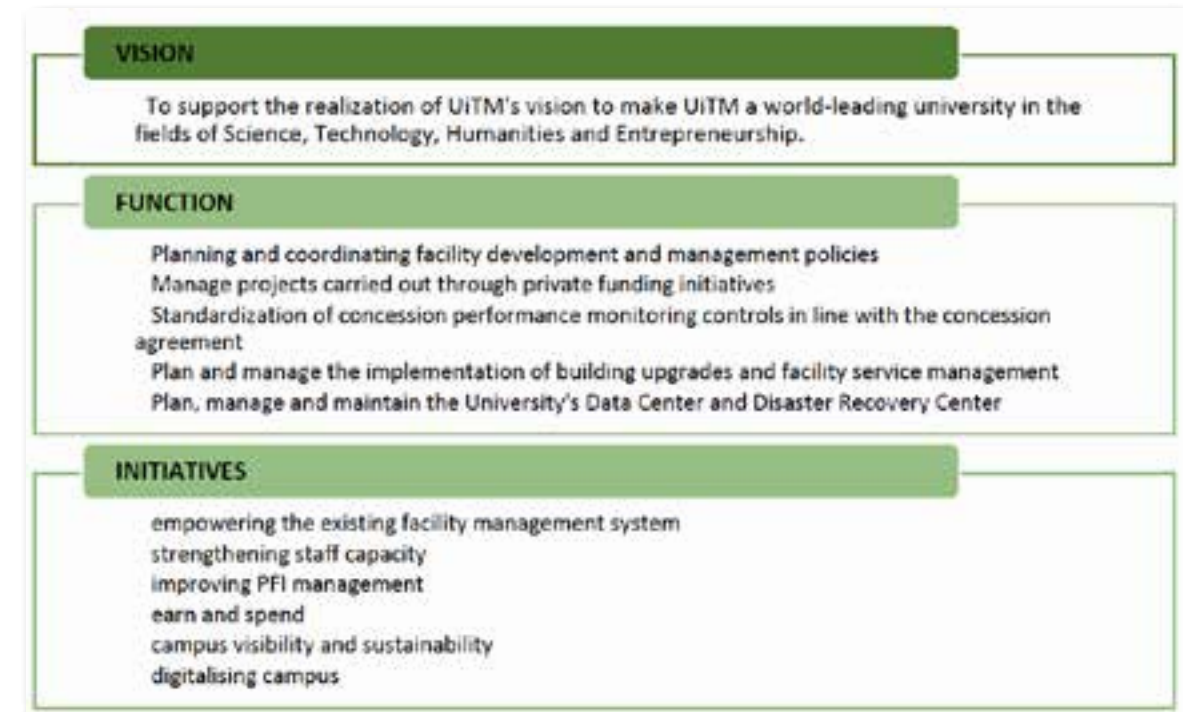 VISION
To support the realization of UiTM's vision to make UiTM a world-leading university in the
fields of Science, Technology, Humanities and Entrepreneurship.
FUNCTION
Planning and coordinating facility development and management policies
Manage projects carried out through private funding initiatives
Standardization of concession performance monitoring controls in line with the concession
agreement
Plan and manage the implementation of building upgrades and facility service management
Plan, manage and maintain the University's Data Center and Disaster Recovery Center
INITIATIVES
empowering the existing facility management system
strengthening staff capacity
improving PFI management
earn and spend
campus visibility and sustainability
digitalising campus